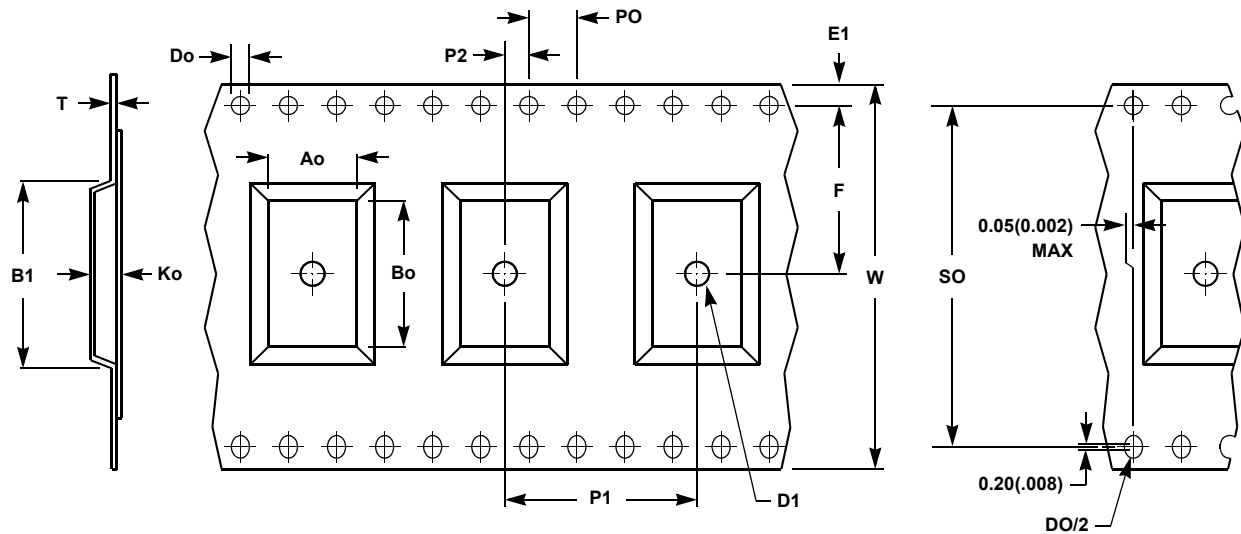 PO
E1
Do
P2
T
Ao
F
0.05(0.002)
MAX
B1
Ko
Bo
W
SO
P1
D1
0.20(.008)
DO/2